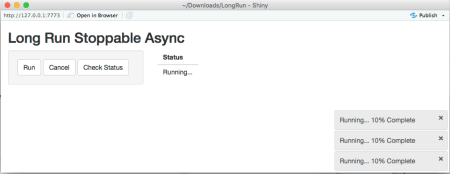 ~/Downloads/LongRun - Shiny
http://127.0.0.1:7773 Open in Browser Publish
Long Run Stoppable Async
Run Cancel Check Status
Status
Running...
Running... 10% Complete ×
Running... 10% Complete ×
Running... 10% Complete ×